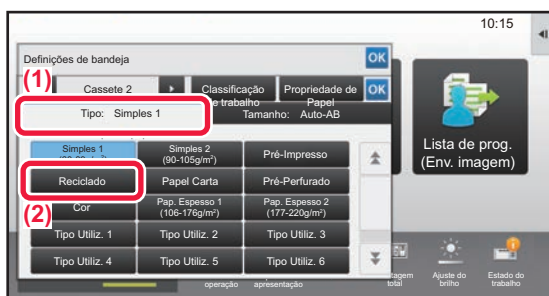 10:15
Definições de bandeja
OK
(1)
Cassete 2
Classificação
de trabalho
Propriedade de
Papel
OK
Tipo: Simples 1
Tamanho: Auto-AB
Simples 1
Simples 2
(90-105g/m²)
Pré-Impresso
Reciclado
Papel Carta
Pré-Perfurado
(2)
Cor
Pap. Espesso 1
(106-176g/m²)
Pap. Espesso 2
(177-220g/m²)
Tipo Utiliz. 1
Tipo Utiliz. 2
Tipo Utiliz. 3
Tipo Utiliz. 4
Tipo Utiliz. 5
Tipo Utiliz. 6
Lista de prog.
(Env. imagem)
operação
apresentação
total
Ajuste do
brilho
Estado do
trabalho